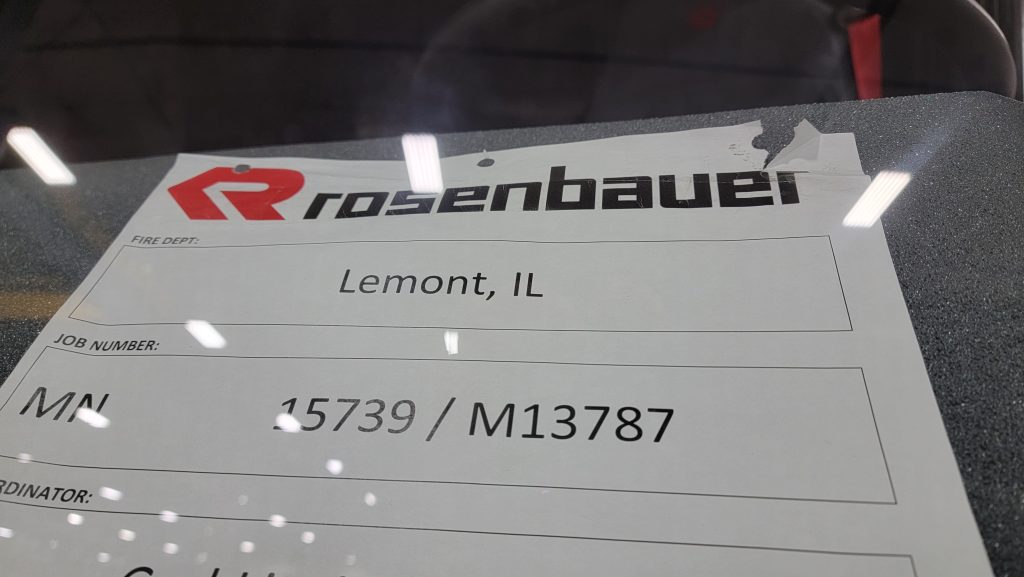 rosenbauer
FIRE DEPT:
Lemont, IL
JOB NUMBER:
MN 15739 / M13787
RDINATOR: